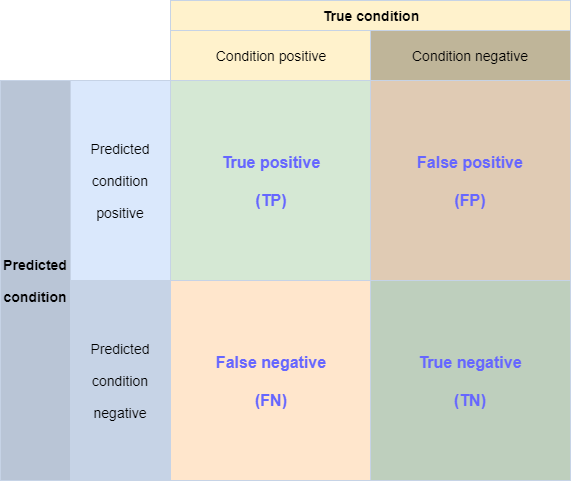 True condition
Condition positive
Condition negative
Predicted
condition
Predicted
condition
positive
True positive
(TP)
False positive
(FP)
Predicted
condition
negative
False negative
(FN)
True negative
(TN)